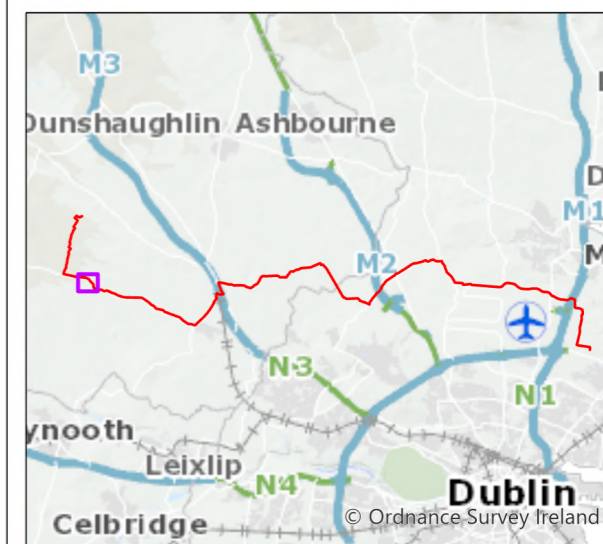 M3
Dunshaughlin Ashbourne
M1
M2
N3
N1
ynooth
Leixlip
N4
Dublin
Celbridge
© Ordnance Survey Ireland